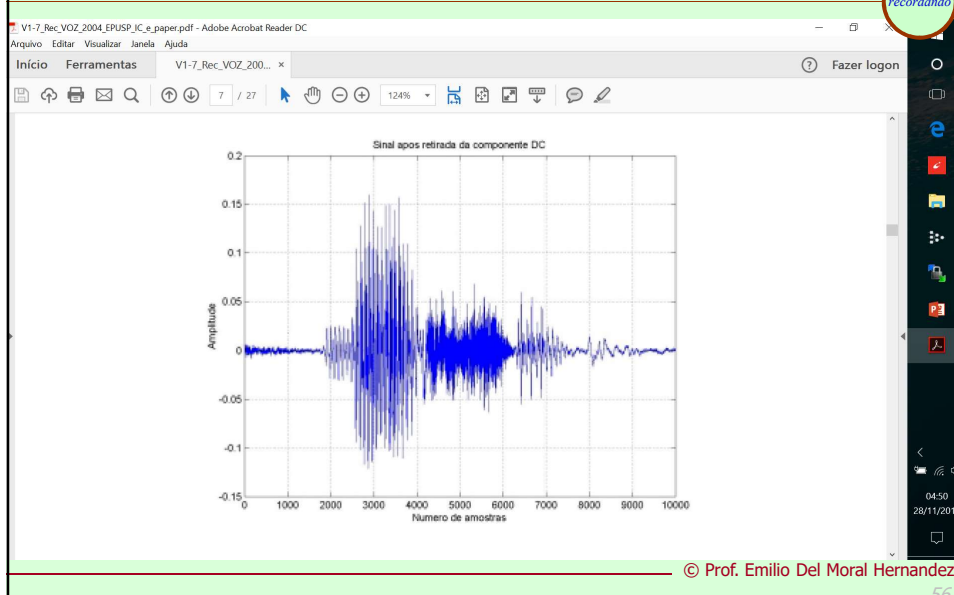 recordando
V1-7_Rec_VOZ_2004_EPUSP_IC_e_paper.pdf - Adobe Acrobat Reader DC
Arquivo Editar Visualizar Janela Ajuda
Início Ferramentas V1-7_Rec_VOZ_200... × ? Fazer logon
7 / 27 124%
Sinal apos retirada da componente DC
0.2
0.15
0.1
0.05
0
-0.05
-0.1
-0.15
Amplitude
0 1000 2000 3000 4000 5000 6000 7000 8000 9000 10000
Numero de amostras
04:50
28/11/201
© Prof. Emilio Del Moral Hernandez
56